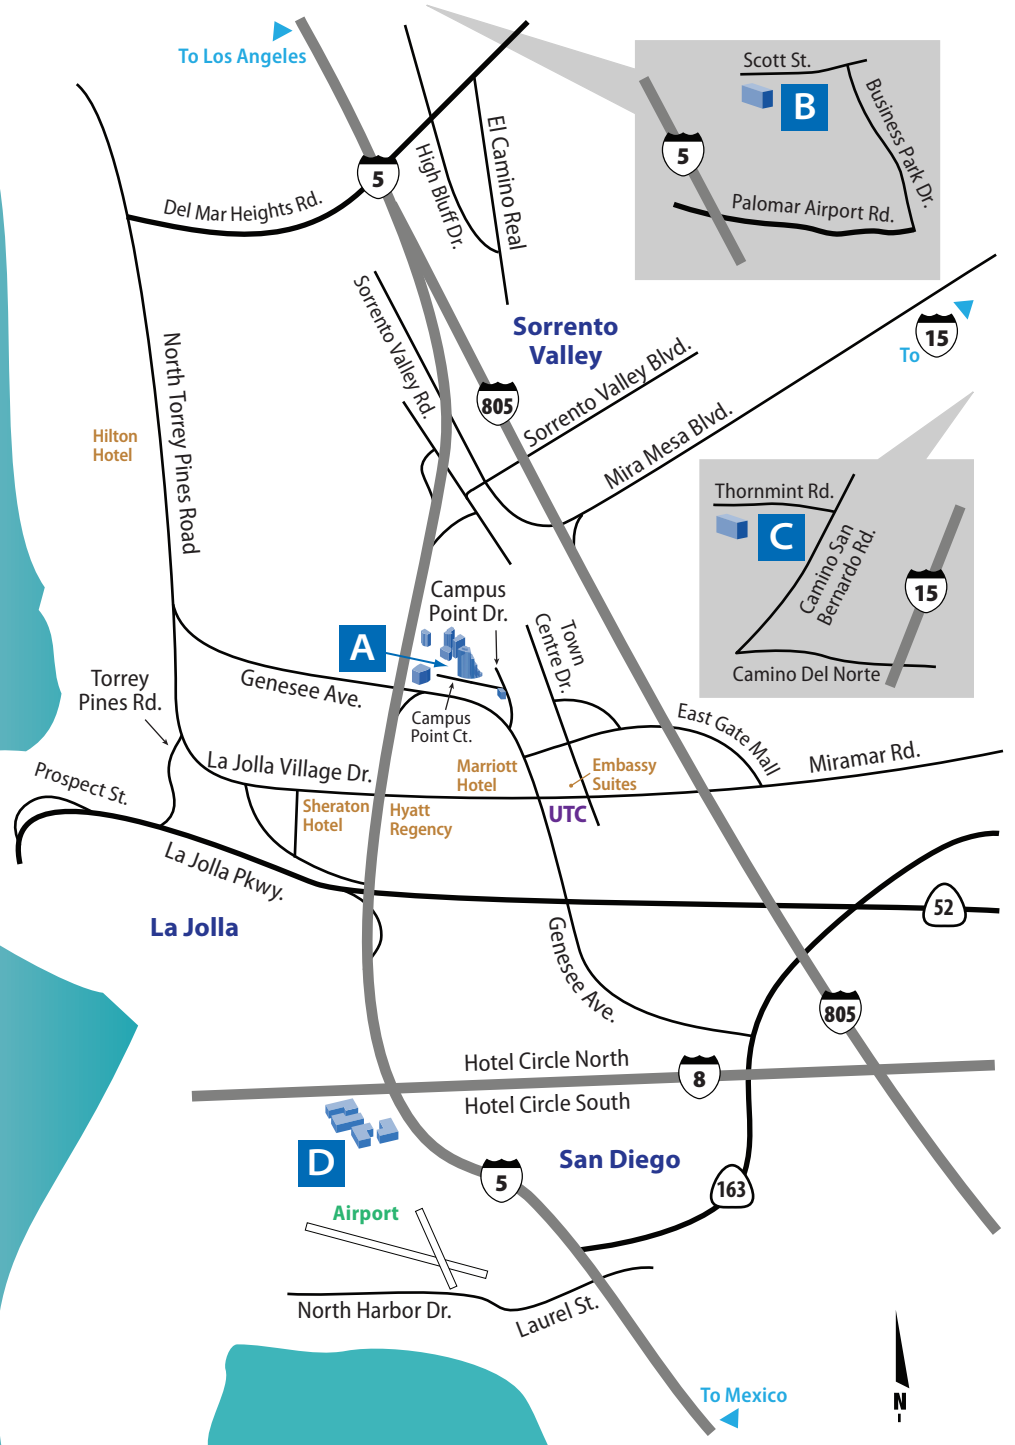 To Los Angeles
5
Del Mar Heights Rd.
High Bluff Dr.
El Camino Real
Scott St.
B
Business Park Dr.
5
Palomar Airport Rd.
Sorrento Valley Rd.
Sorrento
Valley
805
Sorrento Valley Blvd.
Mira Mesa Blvd.
15
To
North Torrey Pines Road
Hilton
Hotel
Thornmint Rd.
C
Camino San
Bernardo Rd.
15
Camino Del Norte
Campus
Point Dr.
A
Town
Centre Dr.
Genesee Ave.
Campus
Point Ct.
Torrey
Pines Rd.
East Gate Mall
Miramar Rd.
La Jolla Village Dr.
Marriott
Hotel
Embassy
Suites
Prospect St.
Sheraton
Hotel
Hyatt
Regency
UTC
La Jolla Pkwy.
52
La Jolla
Genesee Ave.
805
Hotel Circle North
8
Hotel Circle South
D
San Diego
5
163
Airport
North Harbor Dr.
Laurel St.
To Mexico
N